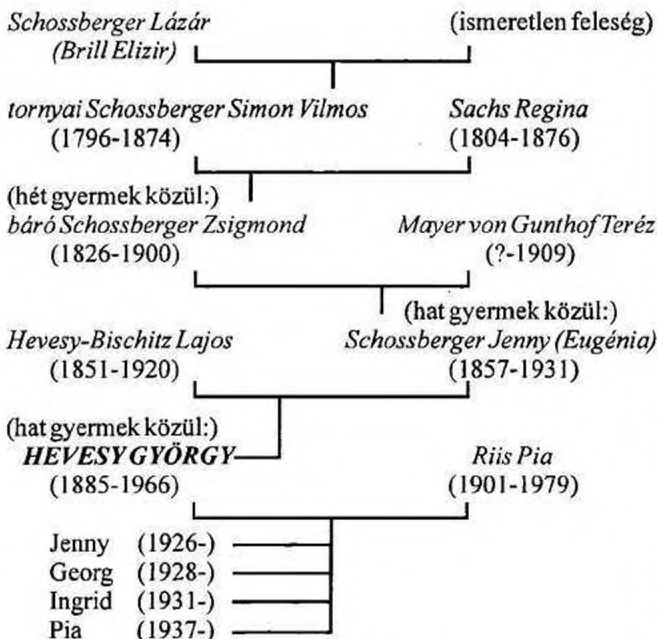 Schossberger Lázár (ismeretlen feleség)
(Brill Elizir)
tornyai Schossberger Simon Vilmos Sachs Regina
(1796-1874) (1804-1876)
(hét gyermek közül:)
báró Schossberger Zsigmond Mayer von Gunthof Teréz
(1826-1900) (?-1909)
(hat gyermek közül:)
Hevesy-Bischitz Lajos Schossberger Jenny (Eugénia)
(1851-1920) (1857-1931)
(hat gyermek közül:)
HEVESY GYÖRGY Riis Pia
(1885-1966) (1901-1979)
Jenny (1926-)
Georg (1928-)
Ingrid (1931-)
Pia (1937-)